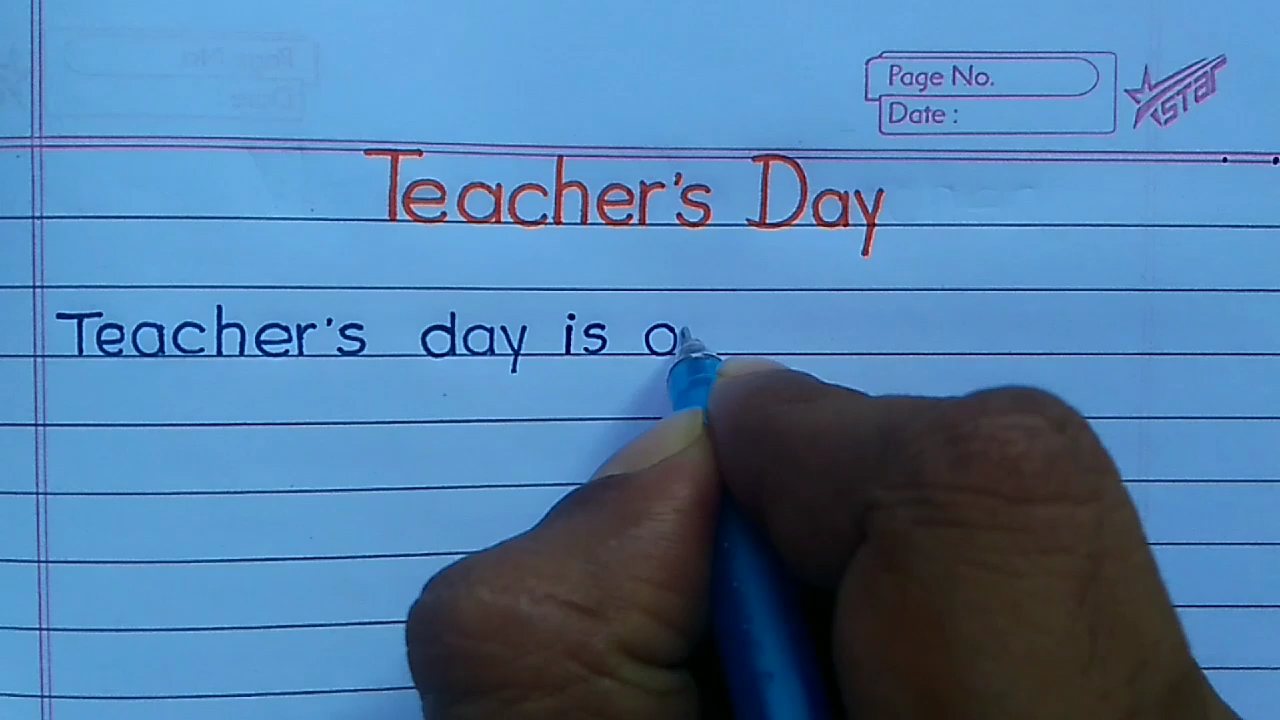 Page No.
Date :
Star
Teacher's Day
Teacher's day is